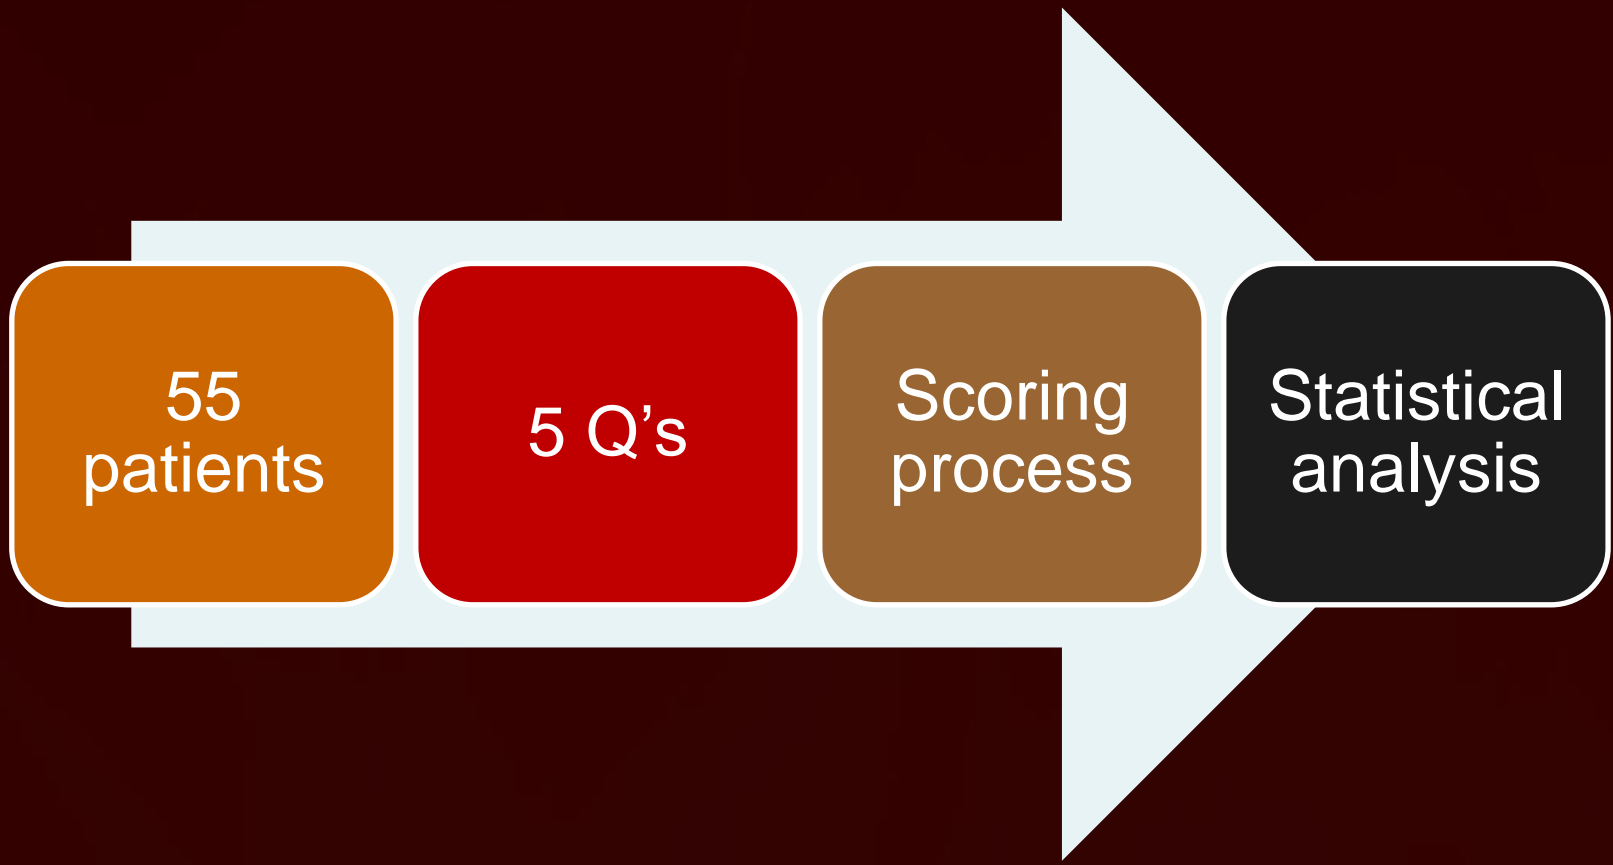 55
patients
5 Q’s
Scoring
process
Statistical
analysis